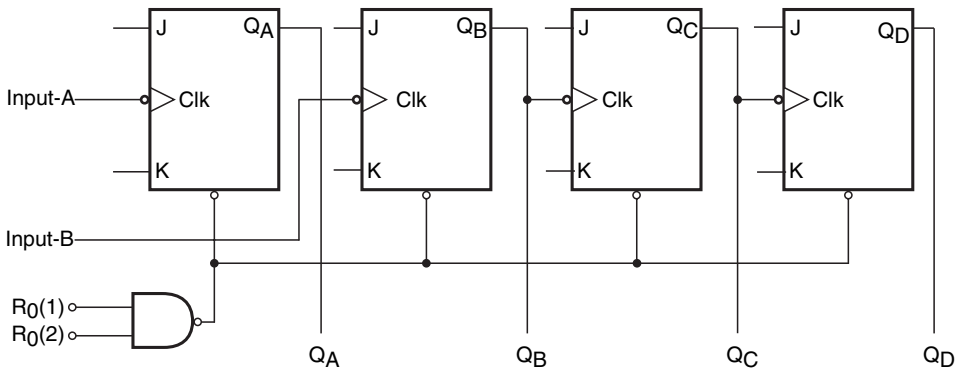 J QA J QB J QC J QD
Input-A Clk Clk Clk Clk
K K K K
Input-B
R0(1)
R0(2)
QA QB QC QD